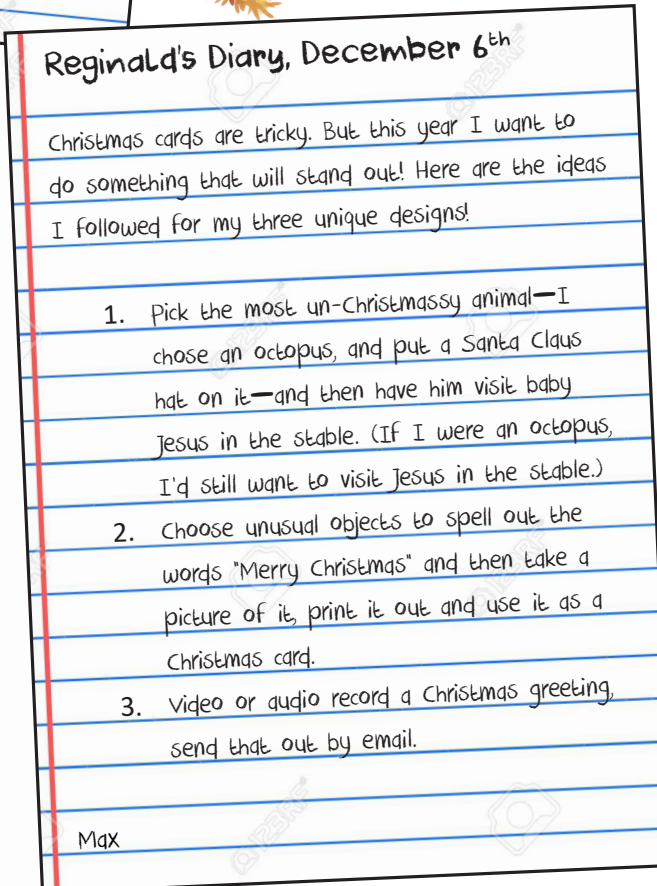 Reginald's Diary, December 6th
Christmas cards are tricky. But this year I want to
do something that will stand out! Here are the ideas
I followed for my three unique designs!
1. Pick the most un-Christmassy animal—I
chose an octopus, and put a Santa Claus
hat on it—and then have him visit baby
Jesus in the stable. (If I were an octopus,
I'd still want to visit Jesus in the stable.)
2. Choose unusual objects to spell out the
words "Merry Christmas" and then take a
picture of it, print it out and use it as a
Christmas card.
3. Video or audio record a Christmas greeting,
send that out by email.
Max
123RF
123RF
123RF
123RF